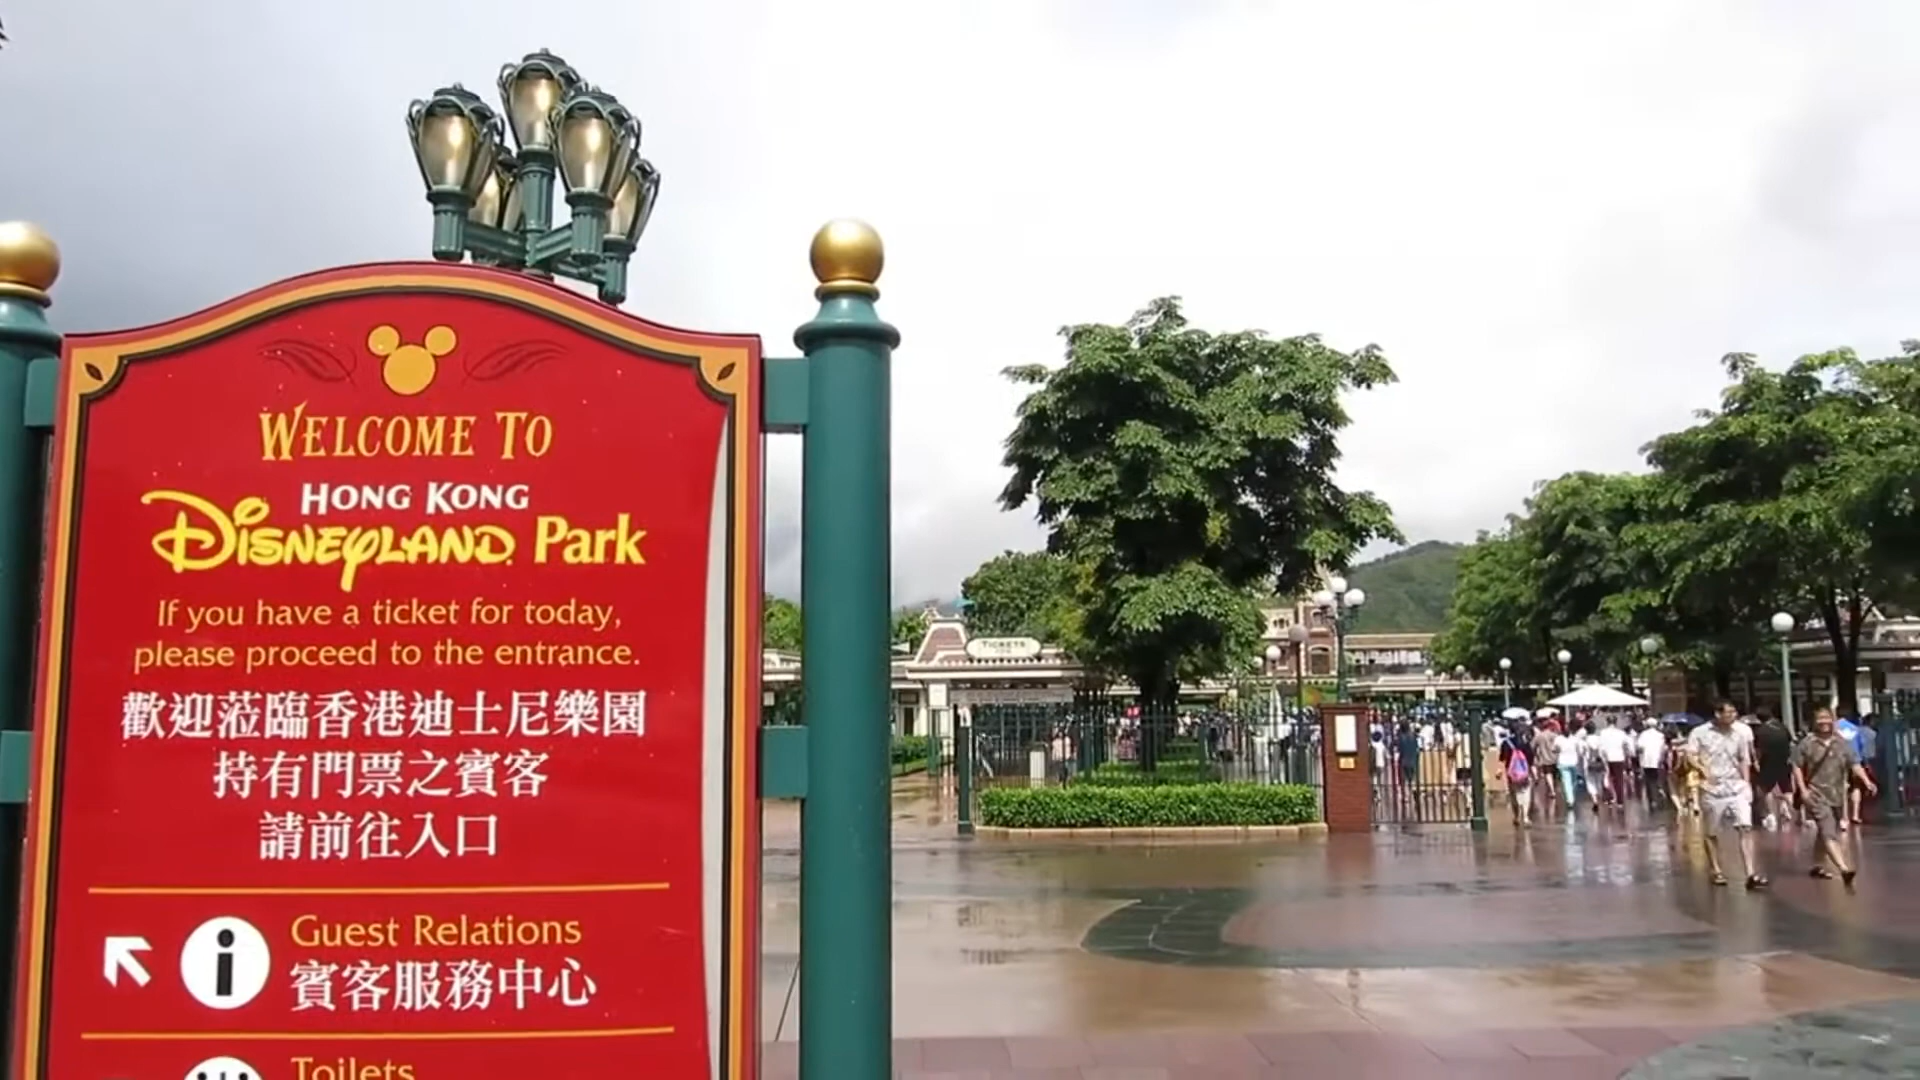 WELCOME TO
HONG KONG
DISNEYLAND Park
If you have a ticket for today,
please proceed to the entrance.
歡迎蒞臨香港迪士尼樂園
持有門票之賓客
請前往入口
Guest Relations
賓客服務中心
Toilets
TICKETS